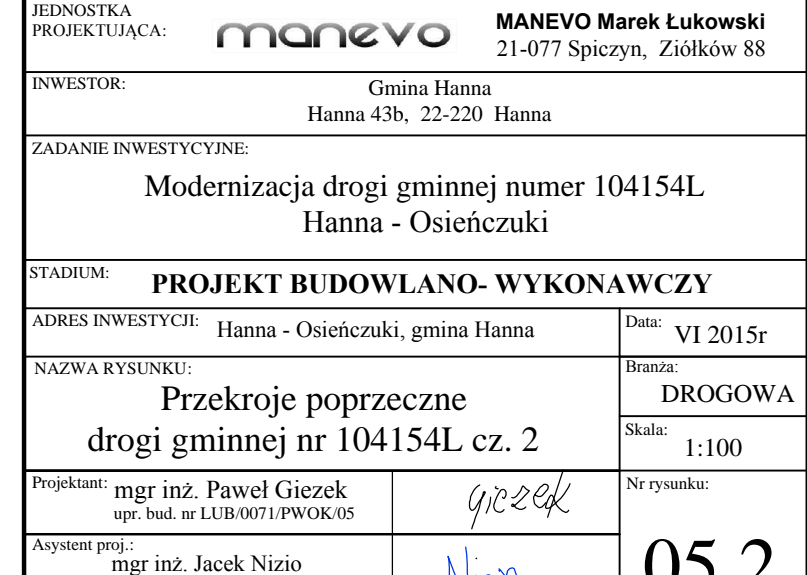 JEDNOSTKA
PROJEKTUJĄCA:
manevo
MANEVO Marek Łukowski
21-077 Spiczyn, Ziółków 88
INWESTOR:
Gmina Hanna
Hanna 43b, 22-220 Hanna
ZADANIE INWESTYCYJNE:
Modernizacja drogi gminnej numer 104154L
Hanna - Osieńczuki
STADIUM: PROJEKT BUDOWLANO- WYKONAWCZY
ADRES INWESTYCJI: Hanna - Osieńczuki, gmina Hanna
Data: VI 2015r
NAZWA RYSUNKU:
Przekroje poprzeczne
drogi gminnej nr 104154L cz. 2
Branża:
DROGOWA
Skala:
1:100
Projektant: mgr inż. Paweł Giezek
upr. bud. nr LUB/0071/PWOK/05
Giezek
Nr rysunku:
05.2
Asystent proj.:
mgr inż. Jacek Nizio